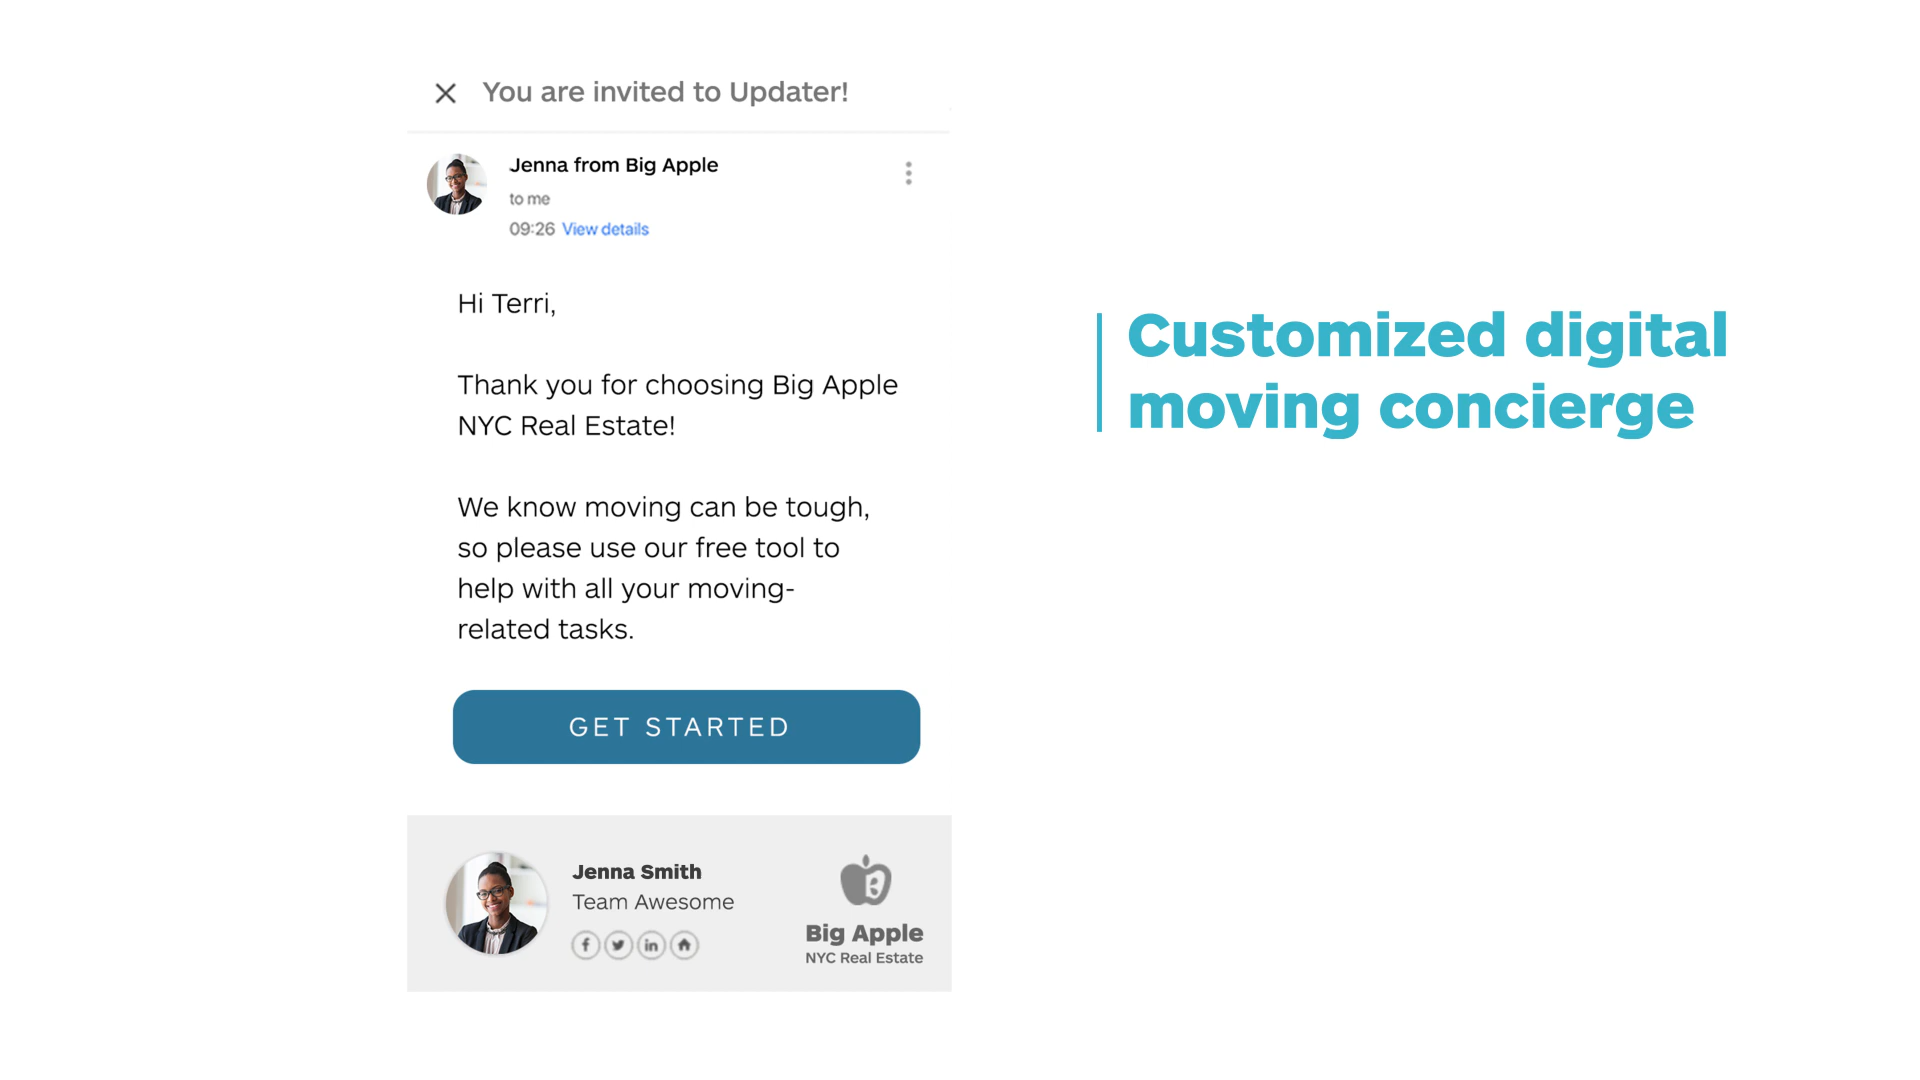 You are invited to Updater!
Jenna from Big Apple
to me
09:26 View details
Hi Terri,
Thank you for choosing Big Apple
NYC Real Estate!
We know moving can be tough,
so please use our free tool to
help with all your moving-
related tasks.
GET STARTED
Jenna Smith
Team Awesome
Big Apple
NYC Real Estate
Customized digital
moving concierge